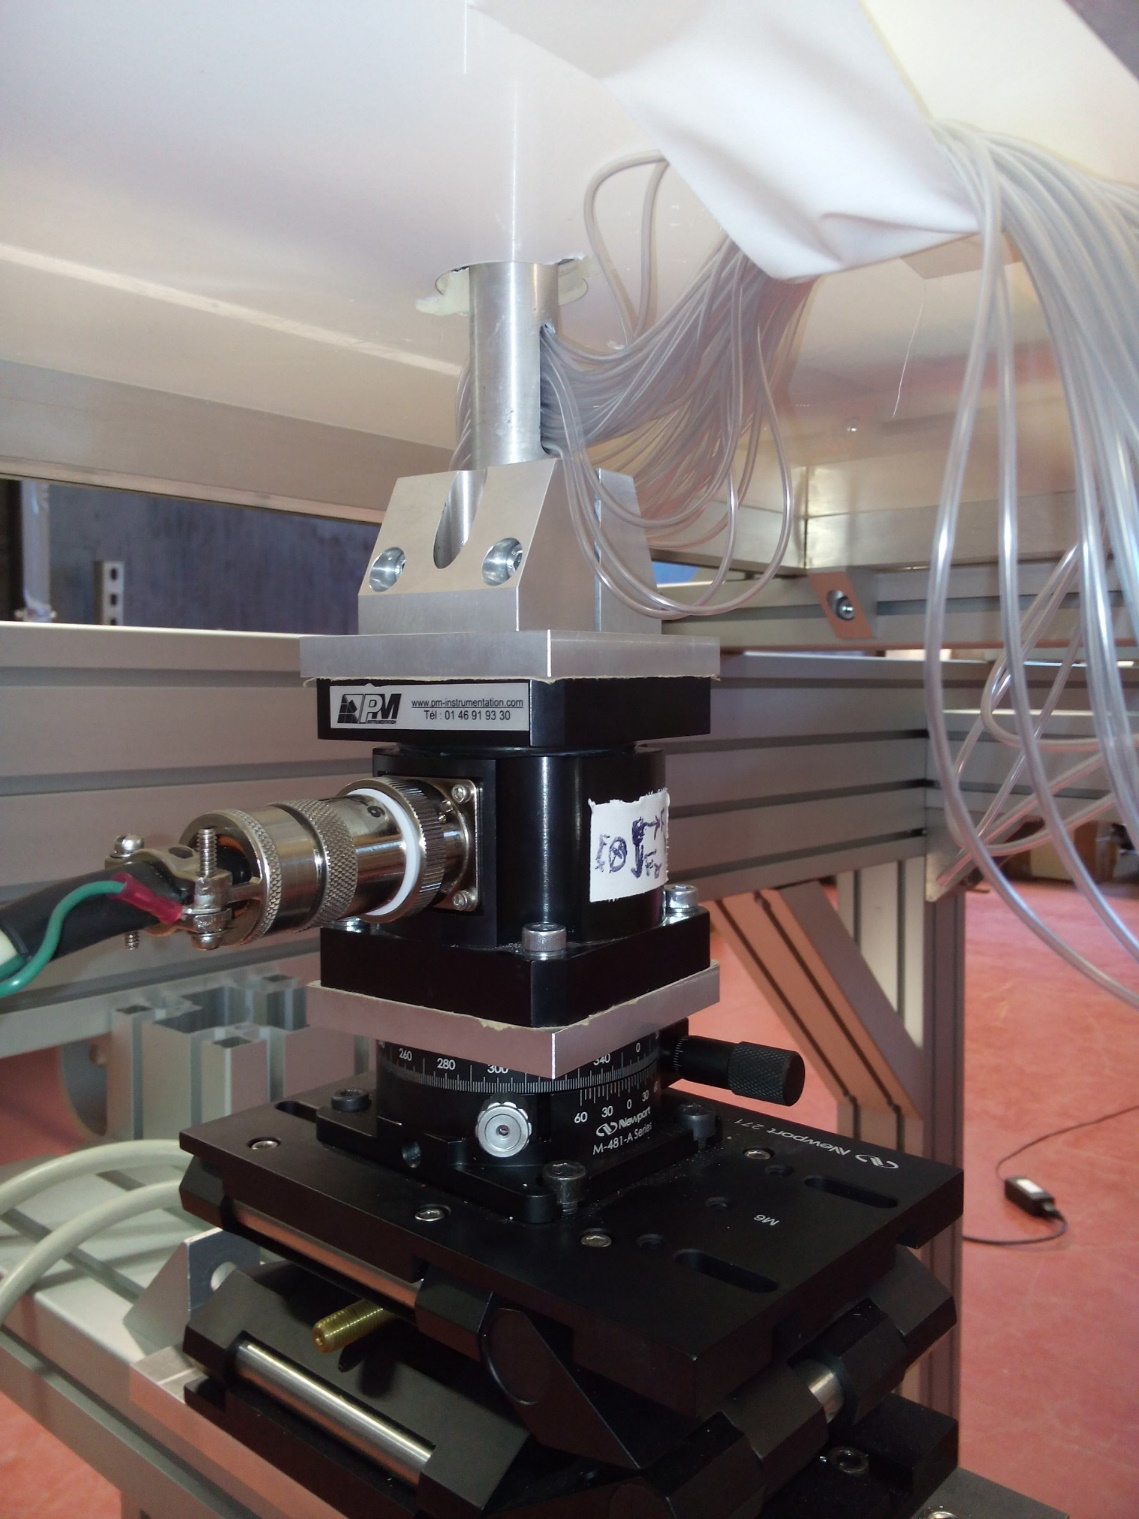 PM
INSTRUMENTATION
www.pm-instrumentation.com
Tél : 01 46 91 93 30
260 280 300 340 0
60 30 0 30
Newport
M-481-A Series
Newport 271
M6